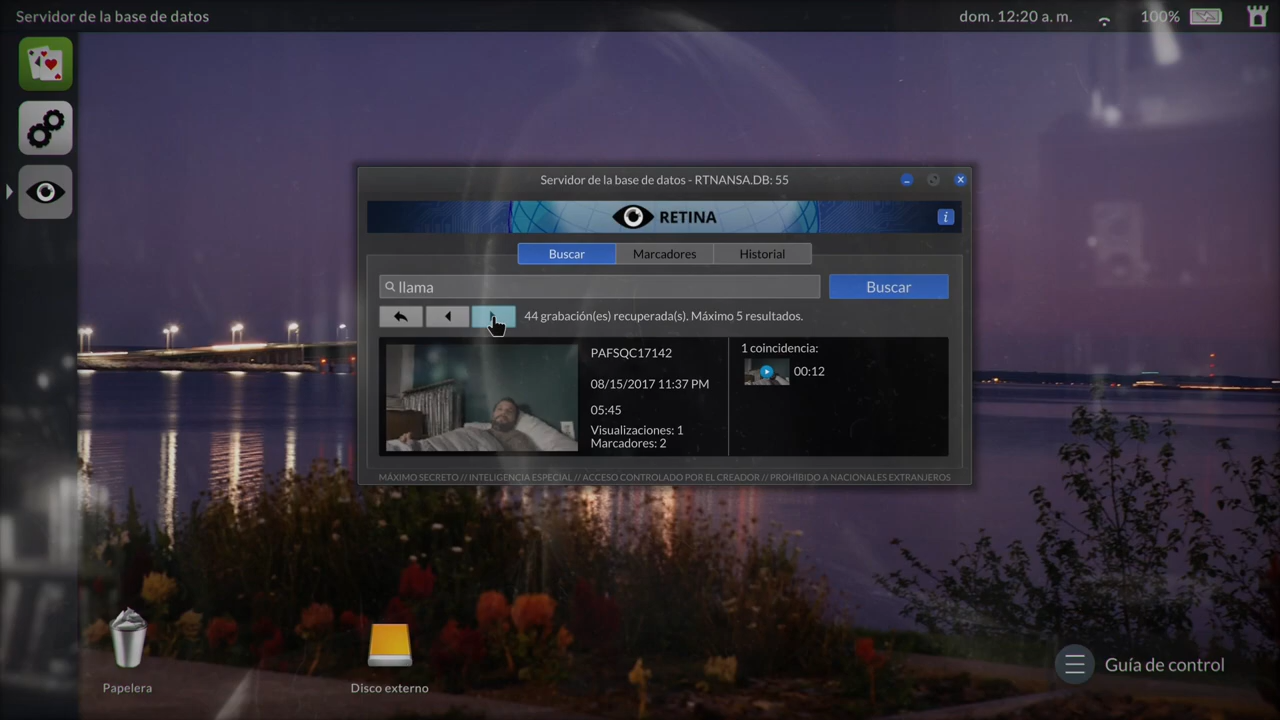 Servidor de la base de datos
dom. 12:20 a. m.
100%
Servidor de la base de datos - RTNANSA.DB: 55
RETINA
i
Buscar
Marcadores
Historial
llama
Buscar
44 grabación(es) recuperada(s). Máximo 5 resultados.
PAFSQC17142
08/15/2017 11:37 PM
05:45
Visualizaciones: 1
Marcadores: 2
1 coincidencia:
00:12
MÁXIMO SECRETO // INTELIGENCIA ESPECIAL // ACCESO CONTROLADO POR EL CREADOR // PROHIBIDO A NACIONALES EXTRANJEROS
Papelera
Disco externo
Guía de control